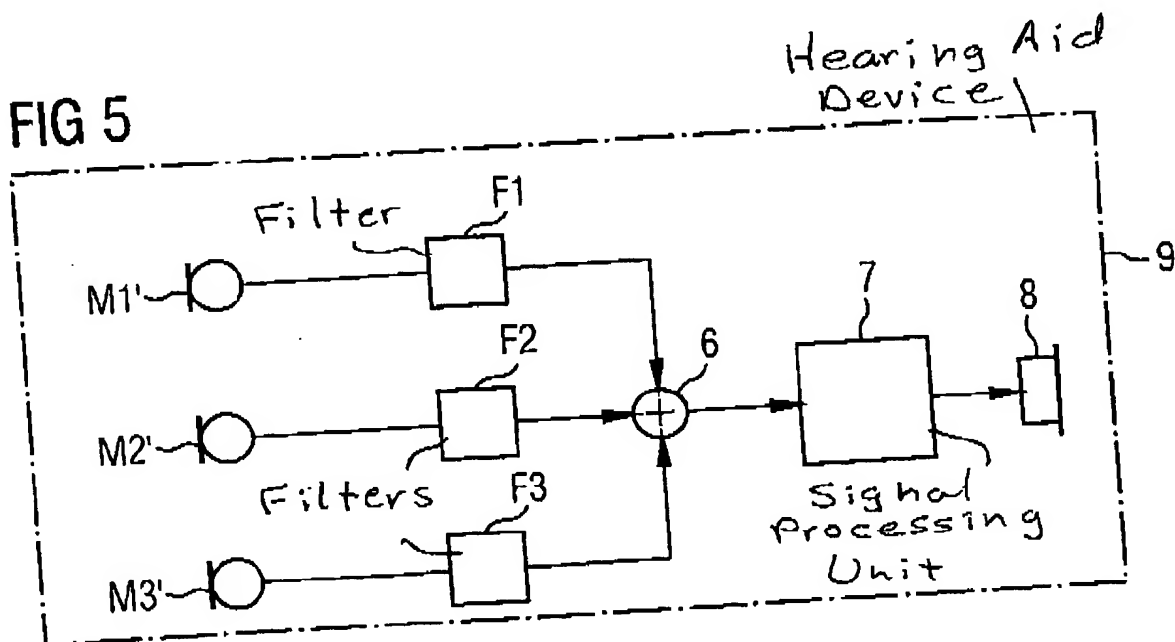 Hearing Aid
Device
FIG 5
Filter
F1
M1'
9
7
8
F2
6
M2'
Filters
F3
Signal
Processing
Unit
M3'